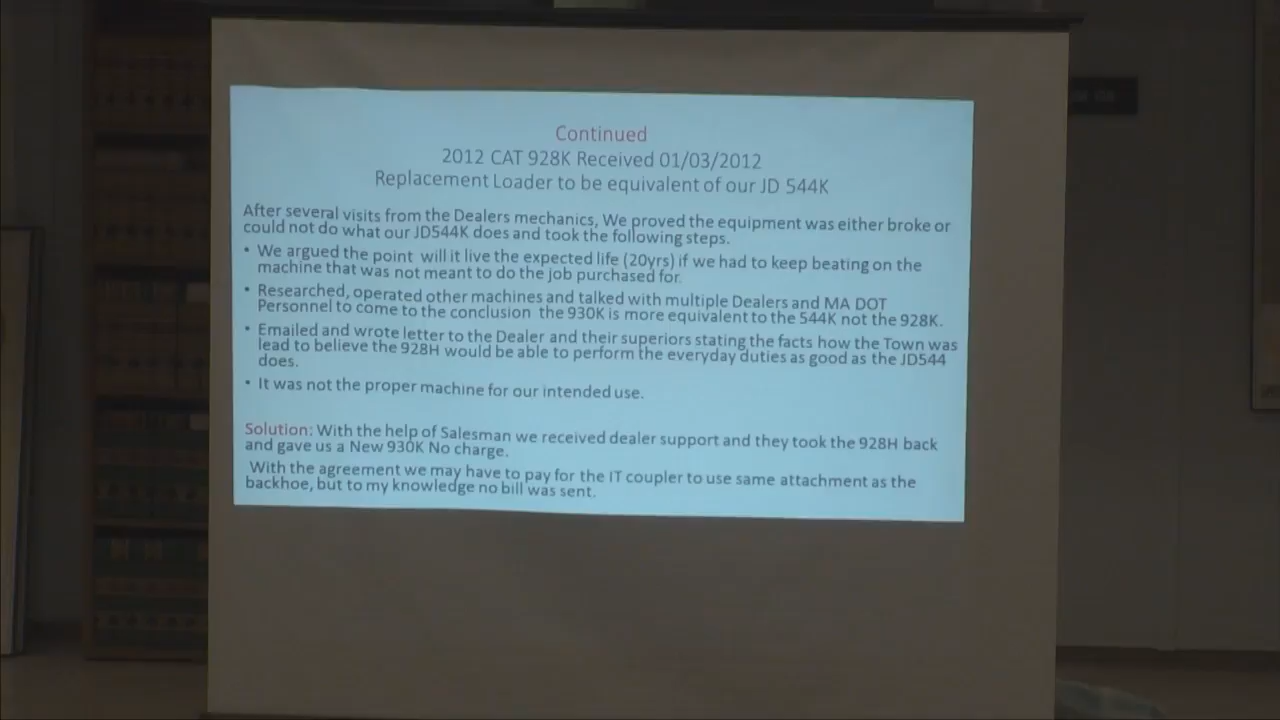 Continued
2012 CAT 928K Received 01/03/2012
Replacement Loader to be equivalent of our JD 544K
After several visits from the Dealers mechanics, We proved the equipment was either broke or
could not do what our JD544K does and took the following steps.
• We argued the point will it live the expected life (20yrs) if we had to keep beating on the
machine that was not meant to do the job purchased for.
• Researched, operated other machines and talked with multiple Dealers and MA DOT
Personnel to come to the conclusion the 930K is more equivalent to the 544K not the 928K.
• Emailed and wrote letter to the Dealer and their superiors stating the facts how the Town was
lead to believe the 928H would be able to perform the everyday duties as good as the JD544
does.
• It was not the proper machine for our intended use.
Solution: With the help of Salesman we received dealer support and they took the 928H back
and gave us a New 930K No charge.
With the agreement we may have to pay for the IT coupler to use same attachment as the
backhoe, but to my knowledge no bill was sent.